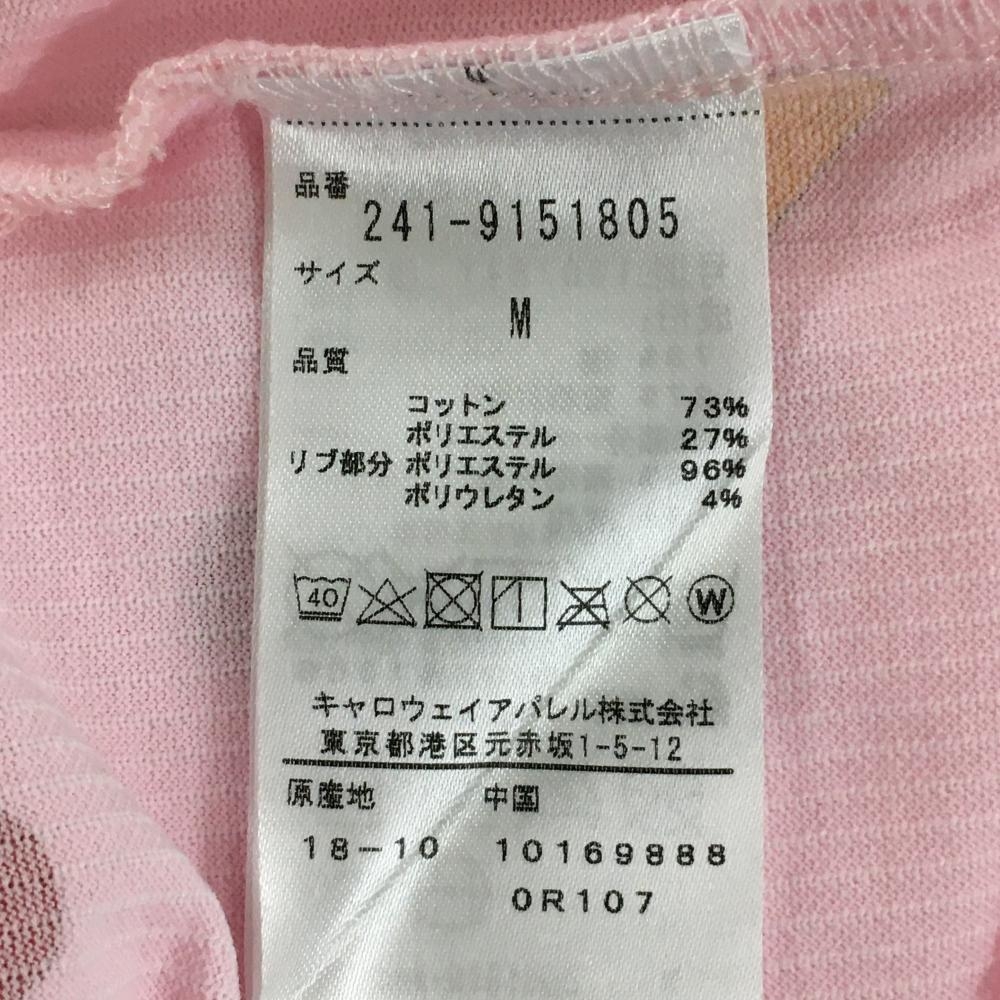 品番
241-9151805
サイズ
M
品質
コットン 73%
ポリエステル 27%
リブ部分 ポリエステル 96%
ポリウレタン 4%
40 W
キャロウェイアパレル株式会社
東京都港区元赤坂1-5-12
原産地 中国
18-10 10169888
0R107